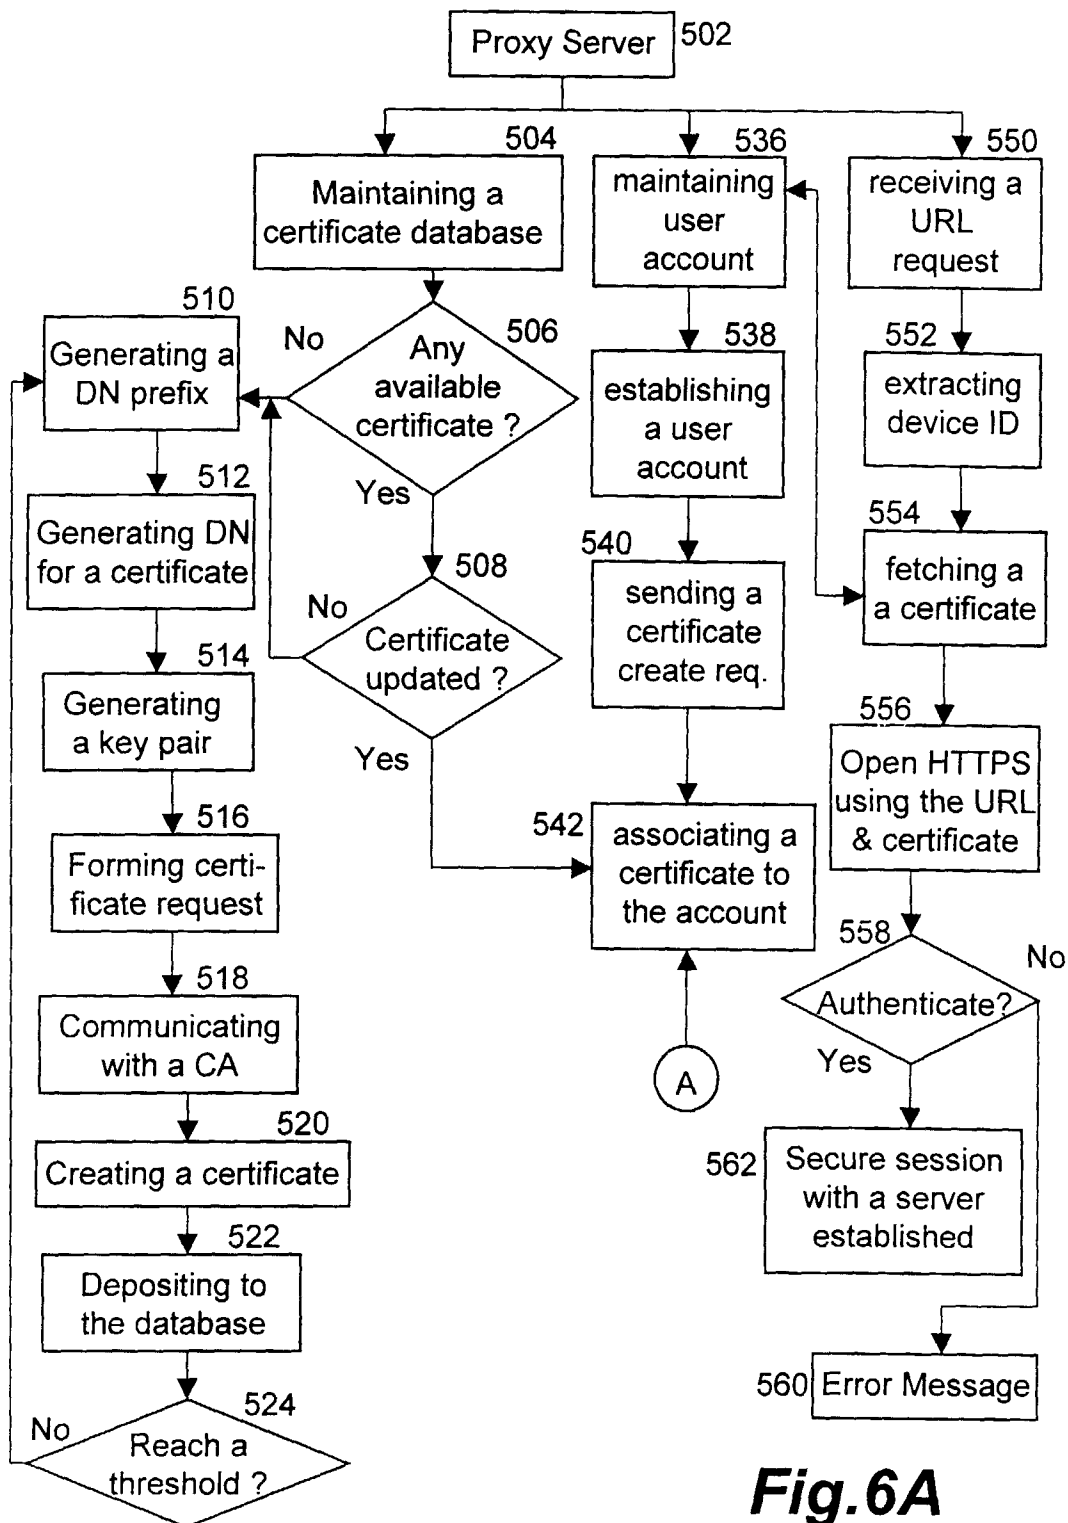 Proxy Server
502
504
Maintaining a
certificate database
536
maintaining
user
account
550
receiving a
URL
request
510
Generating a
DN prefix
No
506
Any
available
certificate ?
Yes
538
establishing
a user
account
552
extracting
device ID
512
Generating DN
for a certificate
508
No
Certificate
updated ?
Yes
540
sending a
certificate
create req.
554
fetching a
a certificate
514
Generating
a key pair
556
Open HTTPS
using the URL
& certificate
516
Forming certi-
ficate request
542
associating a
certificate to
the account
A
558
No
Authenticate?
Yes
518
Communicating
with a CA
520
Creating a certificate
562
Secure session
with a server
established
522
Depositing to
the database
560
Error Message
524
No
Reach a
threshold ?
Fig.6A